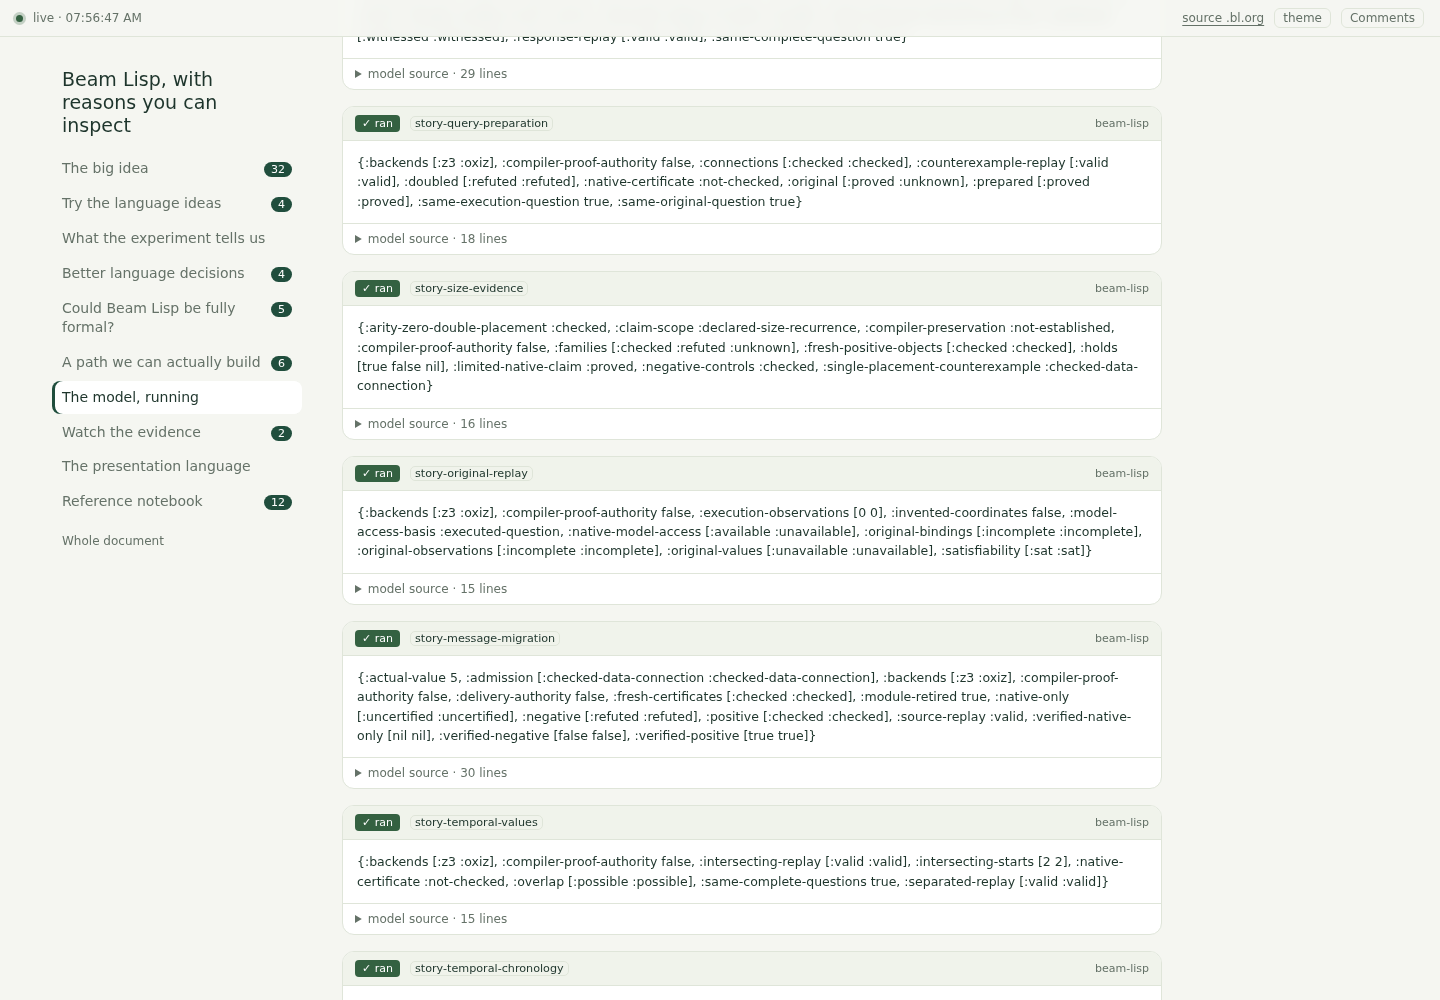 live · 07:56:47 AM
source .bl.org
theme
Comments
Beam Lisp, with
reasons you can
inspect
The big idea 32
Try the language ideas 4
What the experiment tells us
Better language decisions 4
Could Beam Lisp be fully 5
formal?
A path we can actually build 6
The model, running
Watch the evidence 2
The presentation language
Reference notebook 12
Whole document
[:witnessed :witnessed], :response-replay [:valid :valid], :same-complete-question true}
▶ model source · 29 lines
✓ ran story-query-preparation beam-lisp
{:backends [:z3 :oxiz], :compiler-proof-authority false, :connections [:checked :checked], :counterexample-replay [:valid
:valid], :doubled [:refuted :refuted], :native-certificate :not-checked, :original [:proved :unknown], :prepared [:proved
:proved], :same-execution-question true, :same-original-question true}
▶ model source · 18 lines
✓ ran story-size-evidence beam-lisp
{:arity-zero-double-placement :checked, :claim-scope :declared-size-recurrence, :compiler-preservation :not-established,
:compiler-proof-authority false, :families [:checked :refuted :unknown], :fresh-positive-objects [:checked :checked], :holds
[true false nil], :limited-native-claim :proved, :negative-controls :checked, :single-placement-counterexample :checked-data-
connection}
▶ model source · 16 lines
✓ ran story-original-replay beam-lisp
{:backends [:z3 :oxiz], :compiler-proof-authority false, :execution-observations [0 0], :invented-coordinates false, :model-
access-basis :executed-question, :native-model-access [:available :unavailable], :original-bindings [:incomplete :incomplete],
:original-observations [:incomplete :incomplete], :original-values [:unavailable :unavailable], :satisfiability [:sat :sat]}
▶ model source · 15 lines
✓ ran story-message-migration beam-lisp
{:actual-value 5, :admission [:checked-data-connection :checked-data-connection], :backends [:z3 :oxiz], :compiler-proof-
authority false, :delivery-authority false, :fresh-certificates [:checked :checked], :module-retired true, :native-only
[:uncertified :uncertified], :negative [:refuted :refuted], :positive [:checked :checked], :source-replay :valid, :verified-native-
only [nil nil], :verified-negative [false false], :verified-positive [true true]}
▶ model source · 30 lines
✓ ran story-temporal-values beam-lisp
{:backends [:z3 :oxiz], :compiler-proof-authority false, :intersecting-replay [:valid :valid], :intersecting-starts [2 2], :native-
certificate :not-checked, :overlap [:possible :possible], :same-complete-questions true, :separated-replay [:valid :valid]}
▶ model source · 15 lines
✓ ran story-temporal-chronology beam-lisp